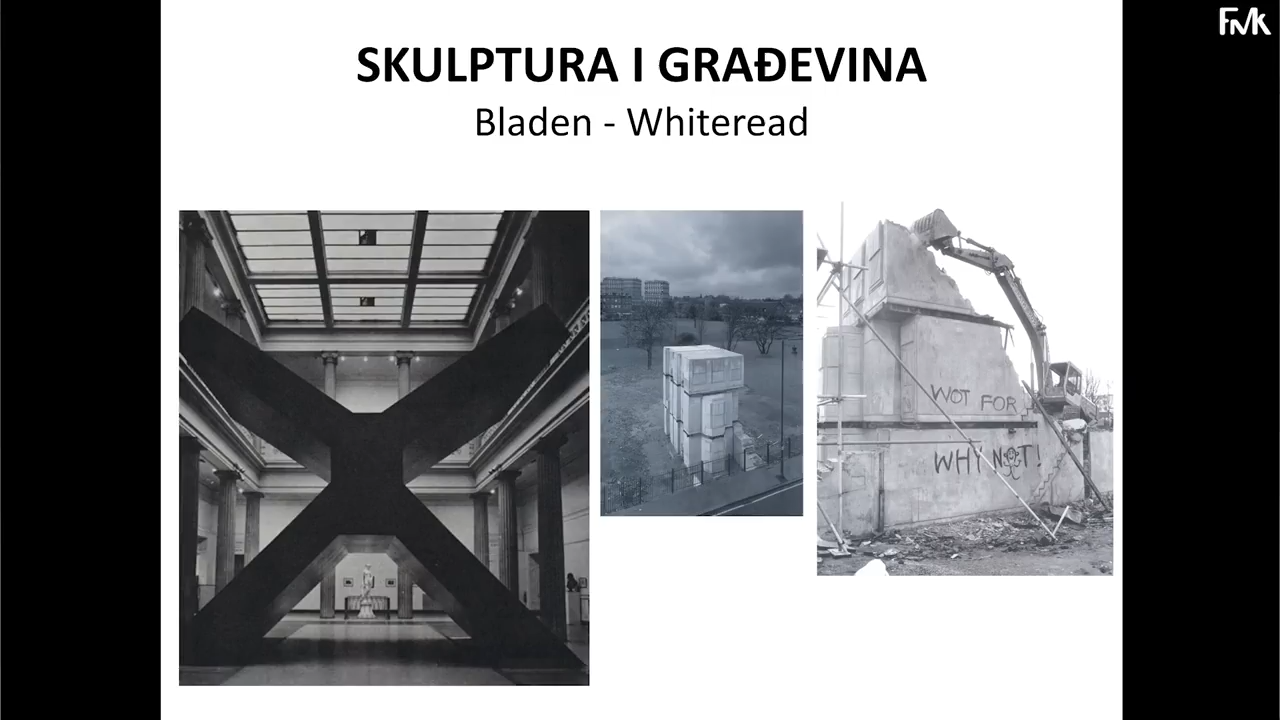 FMK
SKULPTURA I GRAĐEVINA
Bladen - Whiteread
WOT FOR
WHY NOT!